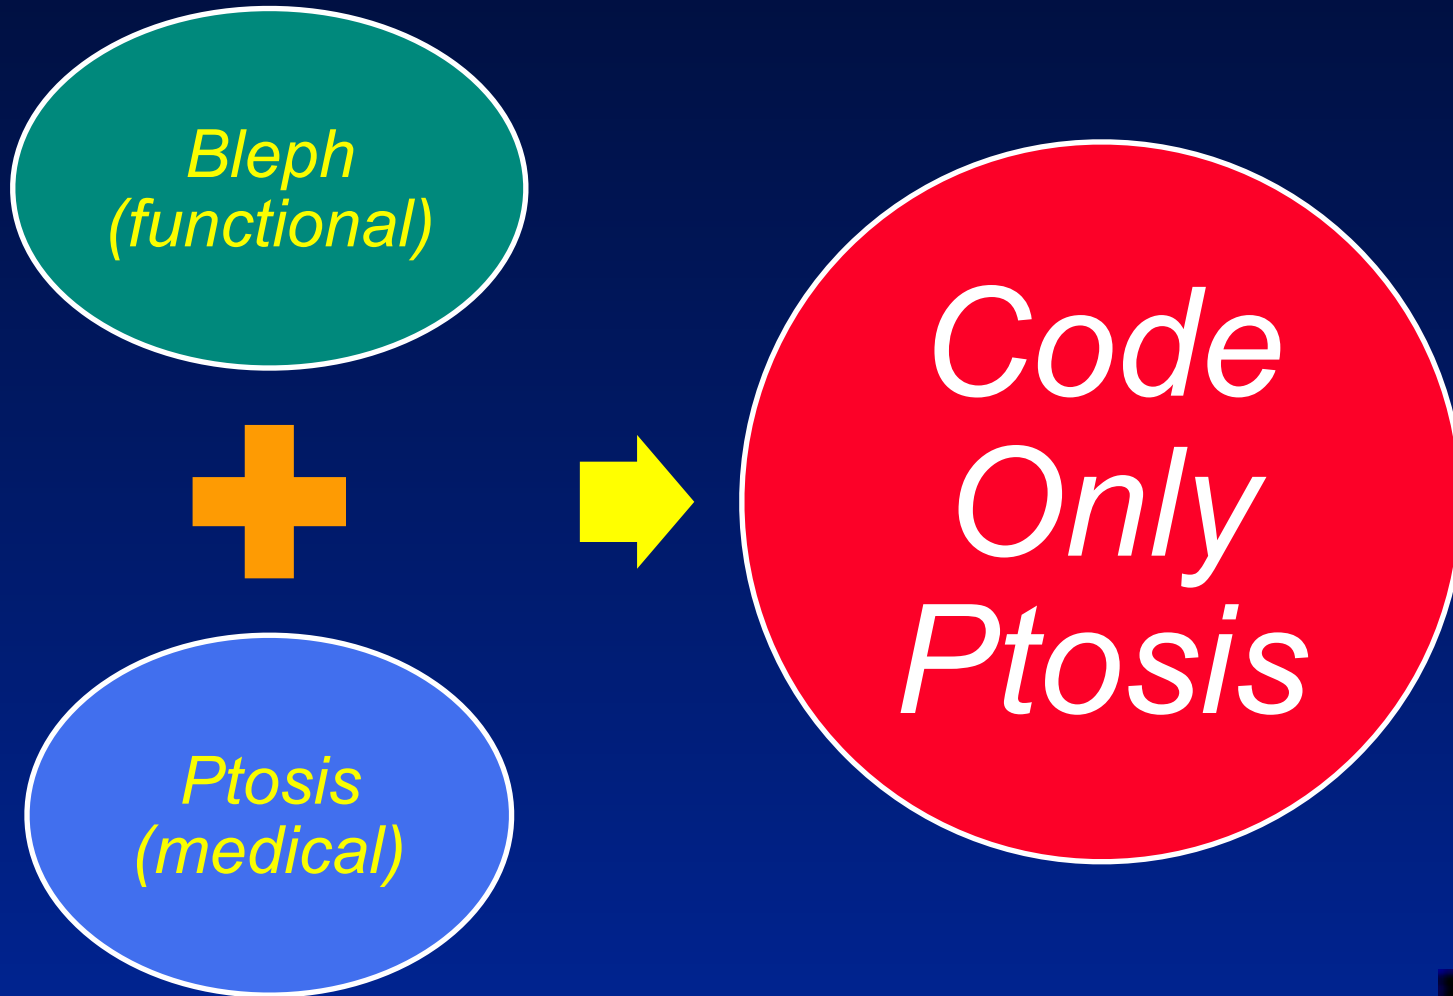 Bleph
(functional)
Ptosis
(medical)
Code
Only
Ptosis